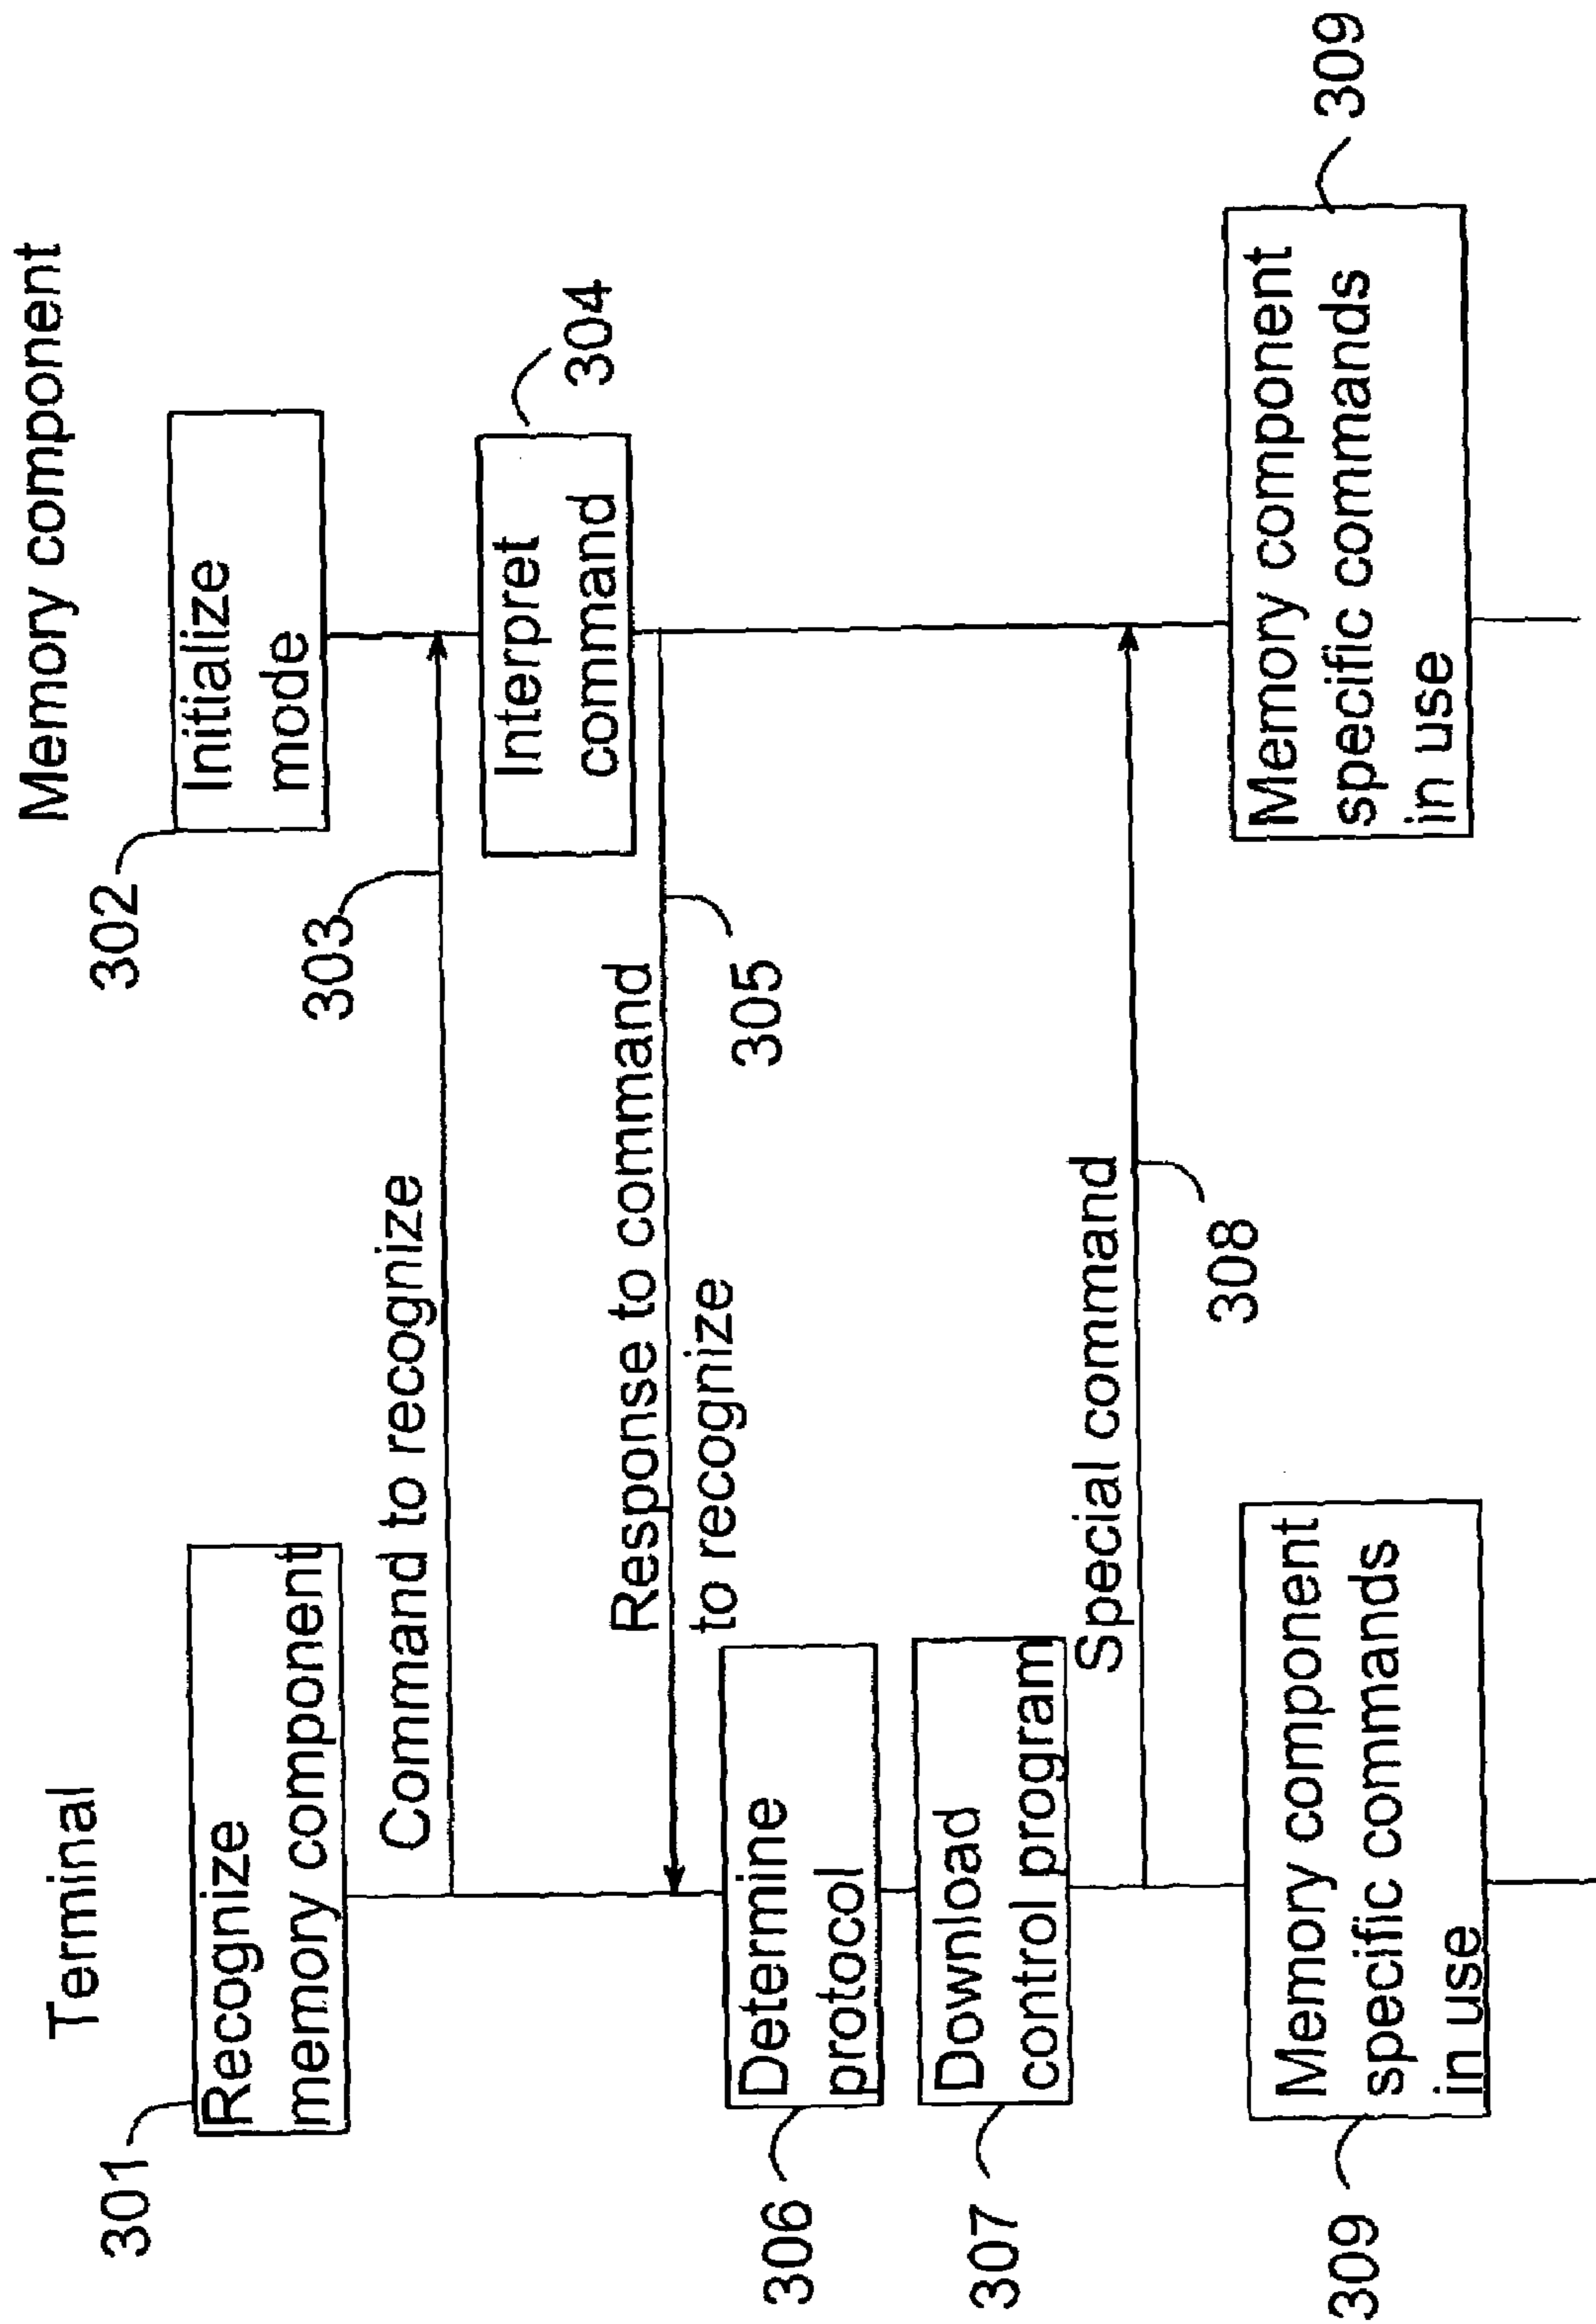 Terminal
Memory component
301
Recognize
memory component
302
Initialize
mode
303
Command to recognize
304
Interpret
command
Response to command
to recognize
305
306
Determine
protocol
307
Download
control program
Special command
308
309
Memory component
specific commands
in use
309
Memory component
specific commands
in use